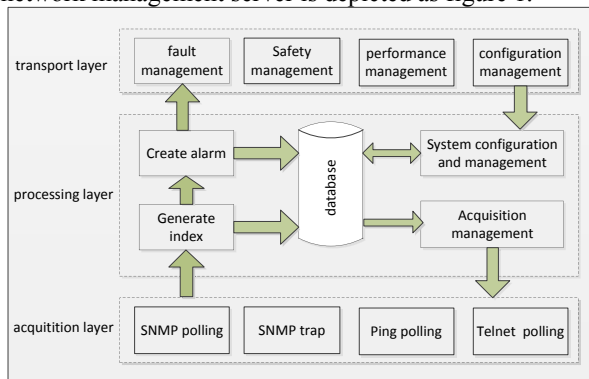 network management server is depicted as figure 1.
transport layer
fault
management
Safety
management
performance
management
configuration
management
processing layer
Create alarm
Generate
index
database
System configuration
and management
Acquisition
management
acquitition layer
SNMP polling
SNMP trap
Ping polling
Telnet polling